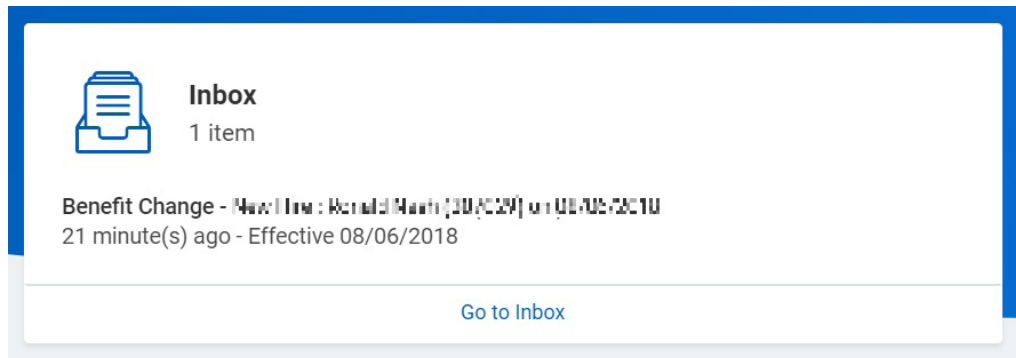 Inbox
1 item
Benefit Change -
21 minute(s) ago - Effective 08/06/2018
Go to Inbox